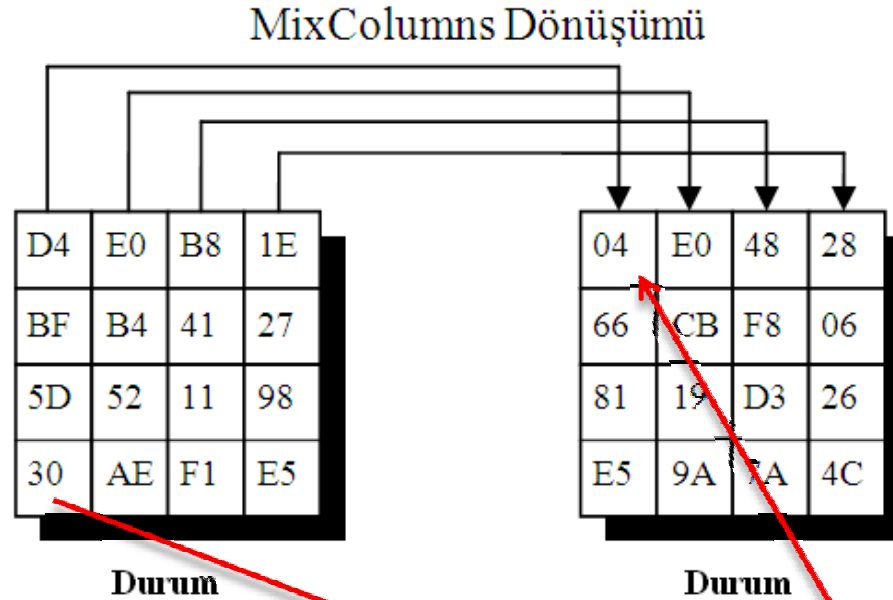 MixColumns Dönüşümü
D4 E0 B8 1E 04 E0 48 28
BF B4 41 27 66 CB F8 06
5D 52 11 98 81 19 D3 26
30 AE F1 E5 E5 9A 7A 4C
Durum Durum